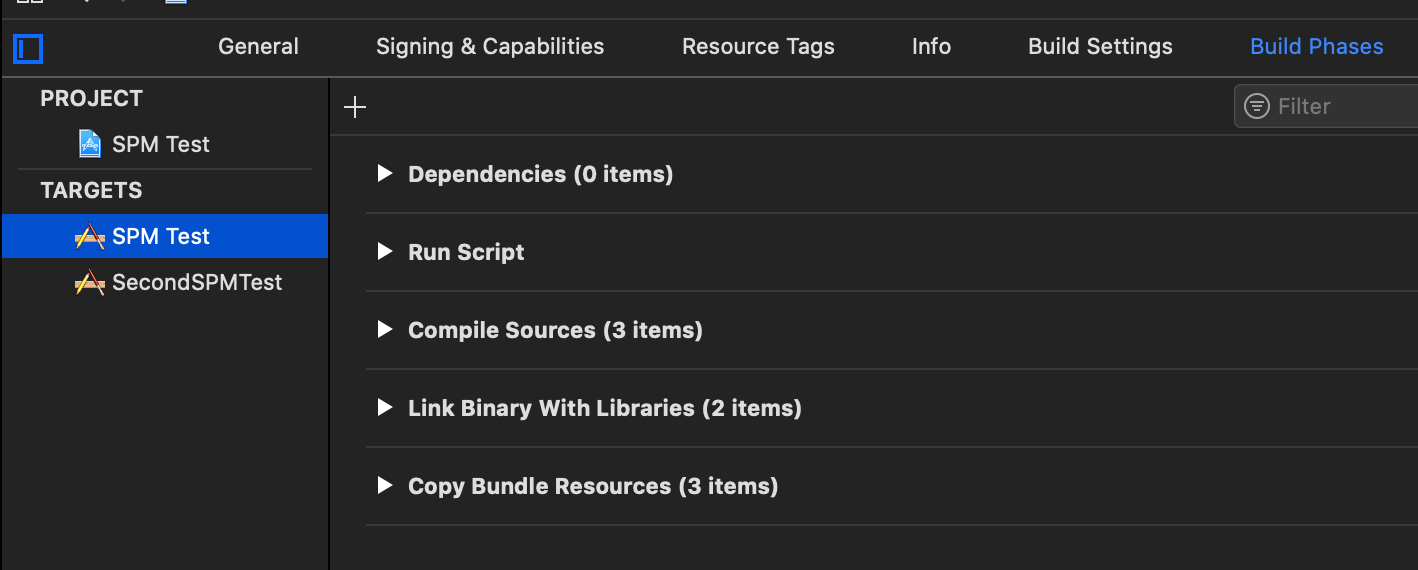 General Signing & Capabilities Resource Tags Info Build Settings Build Phases
PROJECT
SPM Test
TARGETS
SPM Test
SecondSPMTest
Filter
Dependencies (0 items)
Run Script
Compile Sources (3 items)
Link Binary With Libraries (2 items)
Copy Bundle Resources (3 items)